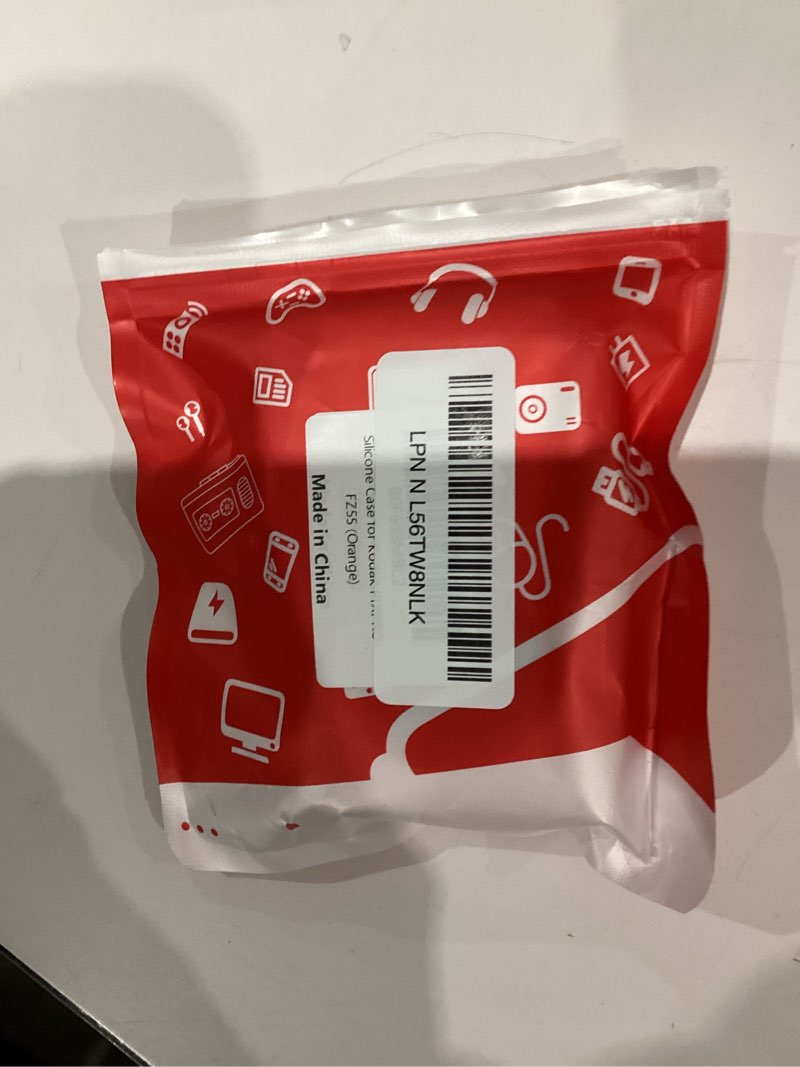 LPN N L56TW8NLK
Silicone Case for Kodak
FZ55 (Orange)
Made in China